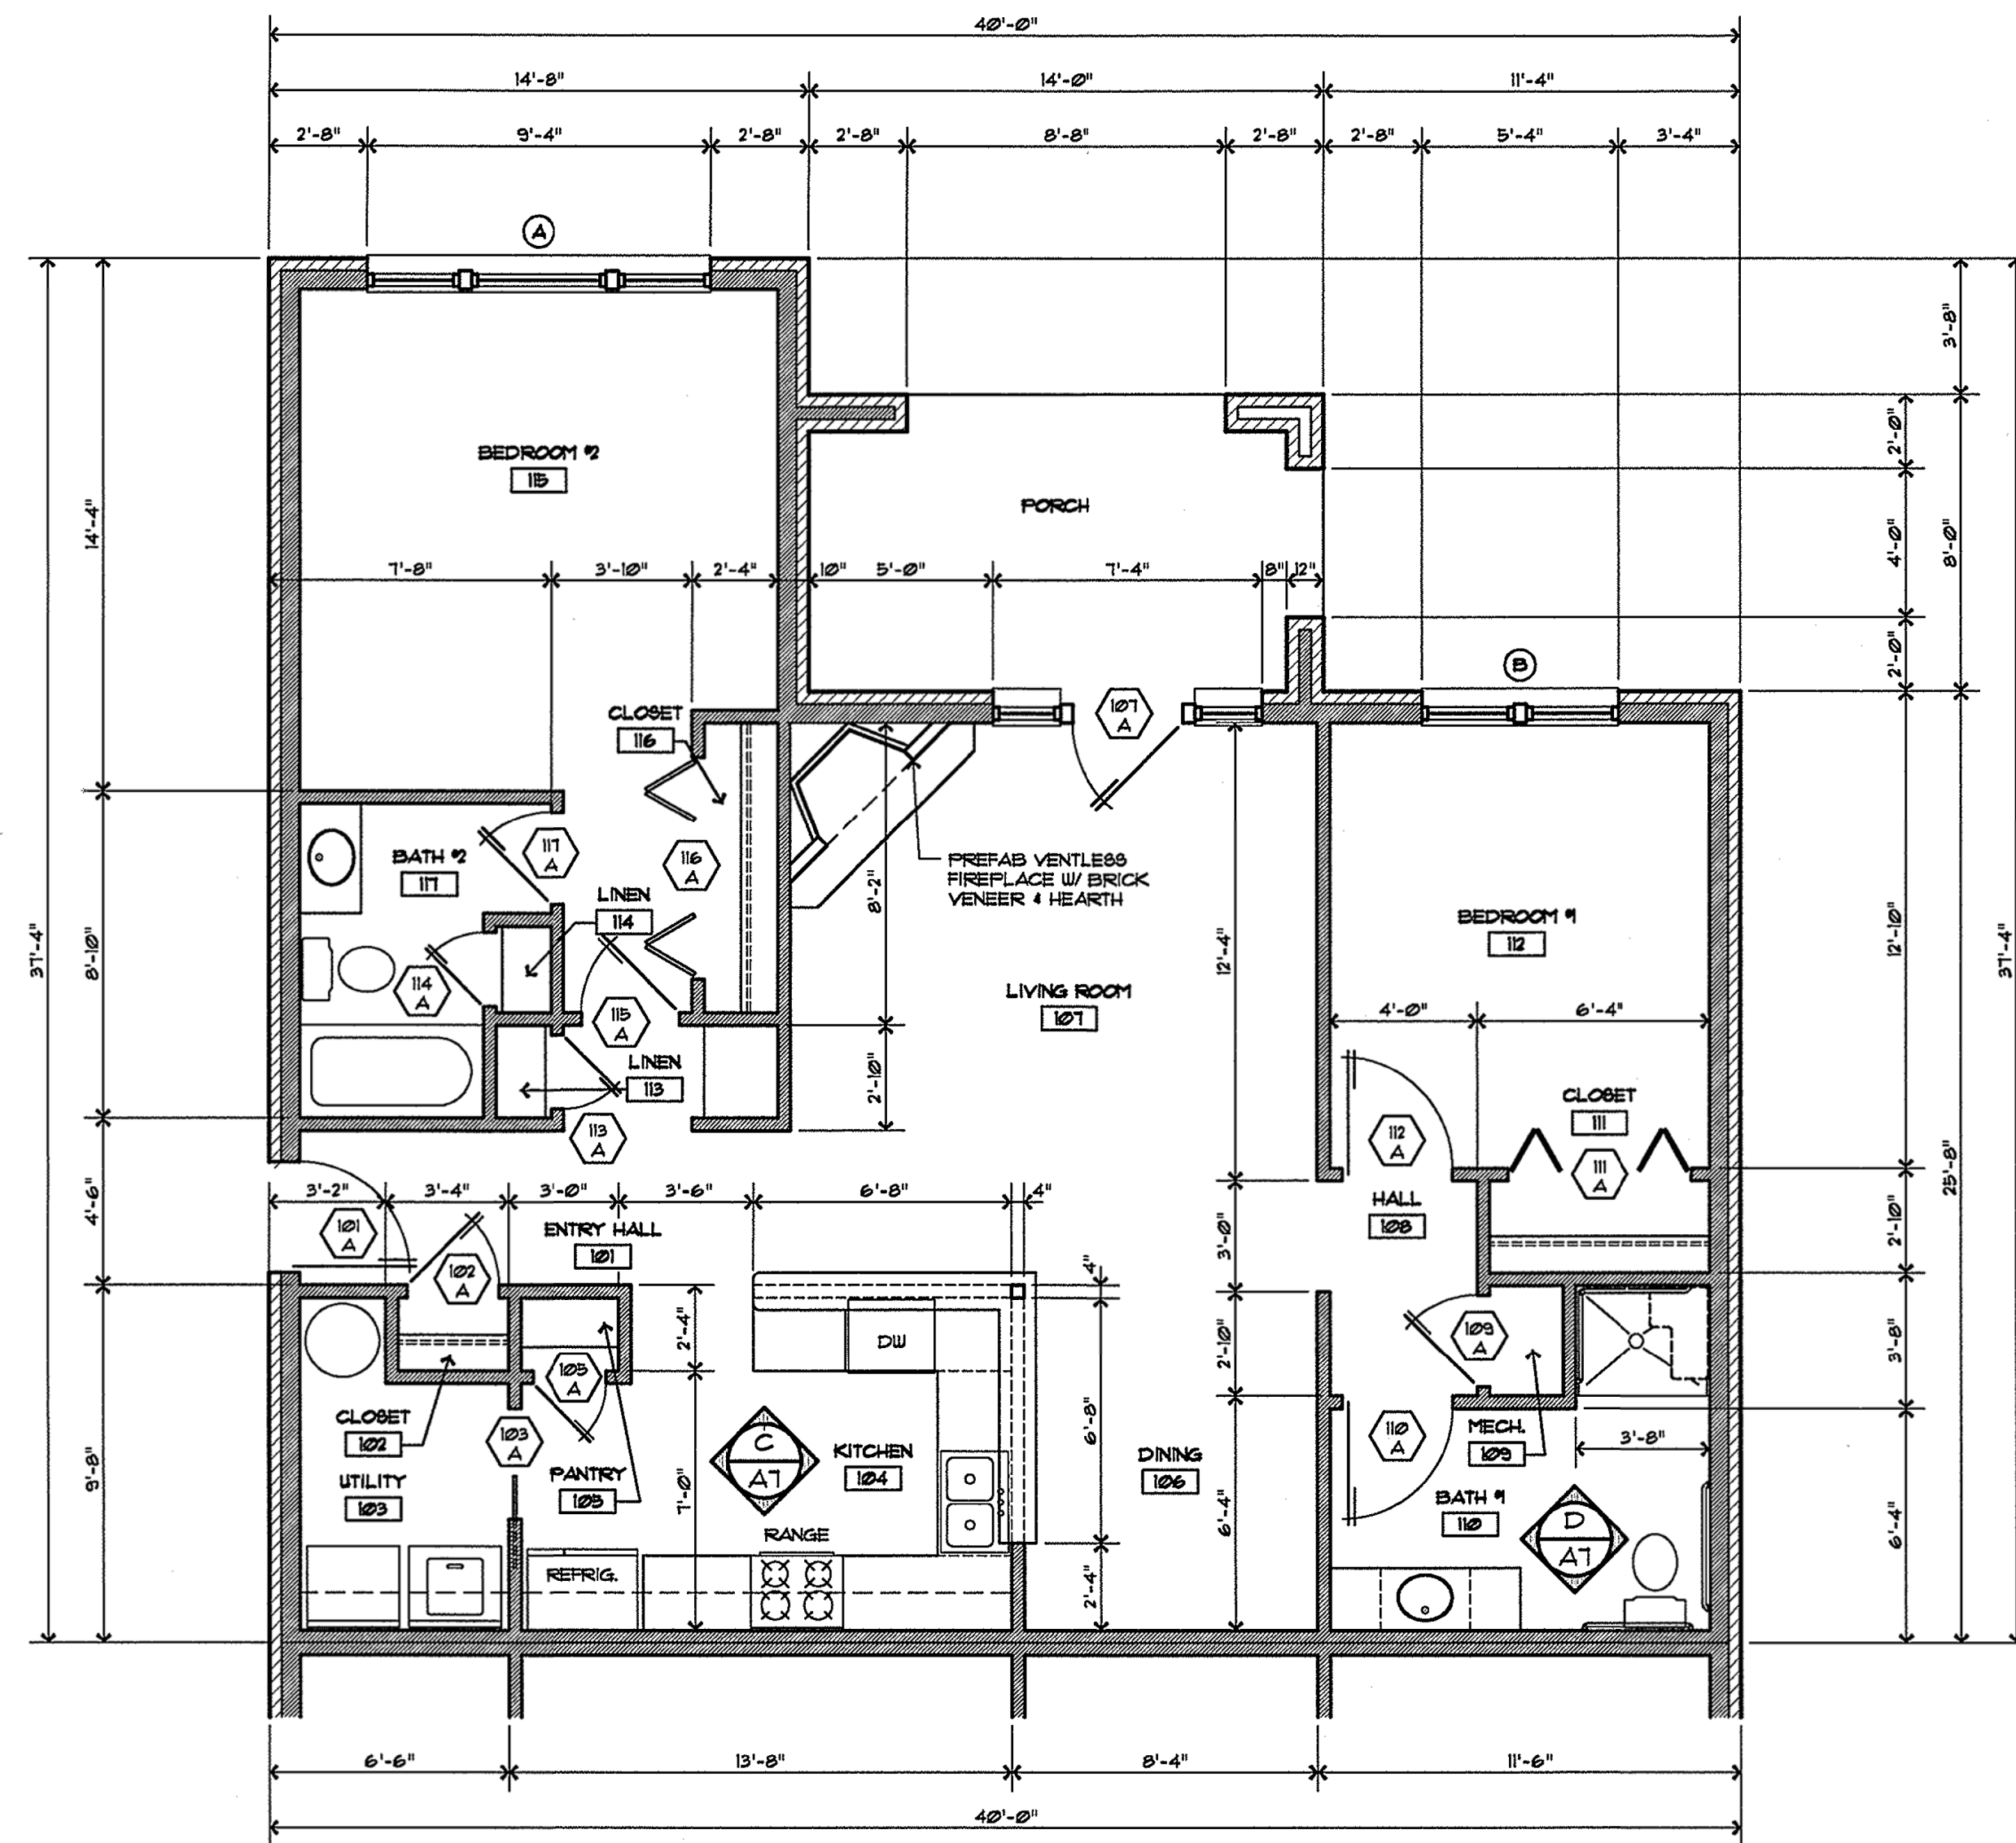 40'-0"
14'-8" 14'-0" 11'-4"
2'-8" 9'-4" 2'-8" 2'-8" 8'-8" 2'-8" 2'-8" 5'-4" 3'-4"
A
3'-8"
2'-0"
BEDROOM #2
115
PORCH
14'-4"
4'-0"
8'-0"
7'-8" 3'-10" 2'-4" 10" 5'-0" 7'-4" 8" 12"
2'-0"
B
CLOSET
116
107
A
117
A
116
A
BATH #2
117
PREFAB VENTLESS
FIREPLACE W/ BRICK
VENEER & HEARTH
8'-2"
LINEN
114
BEDROOM #1
112
37'-4"
8'-10"
12'-4"
12'-10"
37'-4"
114
A
LIVING ROOM
107
115
A
4'-0" 6'-4"
LINEN
113
2'-10"
CLOSET
111
113
A
112
A
111
A
25'-8"
4'-6"
3'-2" 3'-4" 3'-0" 3'-6" 6'-8" 4"
HALL
108
101
A
ENTRY HALL
101
3'-0"
2'-10"
102
A
4"
2'-4"
DW
109
A
2'-10"
3'-8"
105
A
CLOSET
102
103
A
C
A7
KITCHEN
104
6'-8"
DINING
106
110
A
MECH.
109
3'-8"
UTILITY
103
PANTRY
105
7'-0"
9'-8"
6'-4"
BATH #1
110
D
A7
6'-4"
RANGE
REFRIG.
2'-4"
6'-6" 13'-8" 8'-4" 11'-6"
40'-0"